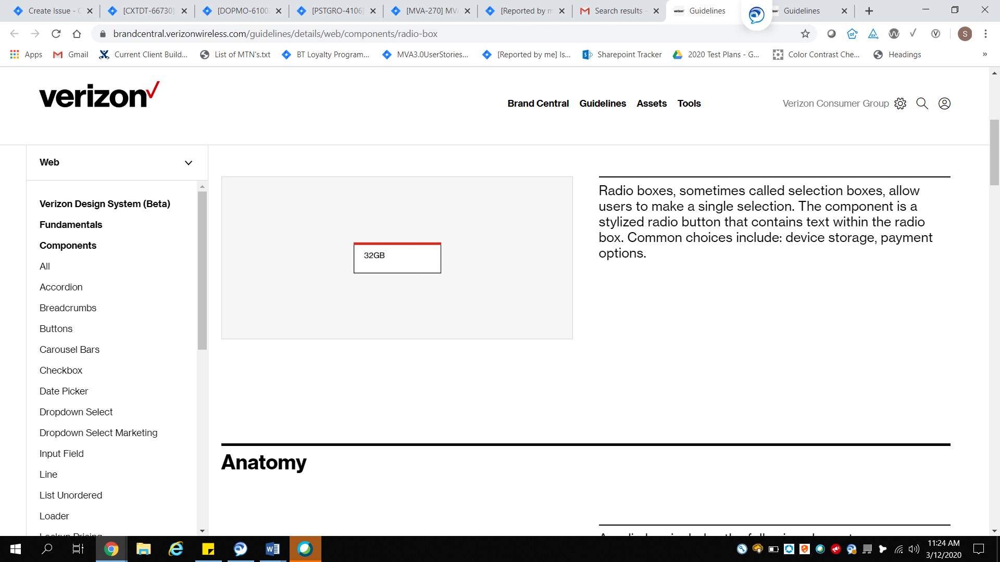 Create Issue - C
[CXTDT-66730]
[DOPMO-6100
[PSTGRO-4106]
[MVA-270] MV
[Reported by m
Search results -
Guidelines
Guidelines
brandcentral.verizonwireless.com/guidelines/details/web/components/radio-box
S
Apps
Gmail
Current Client Build...
List of MTN's.txt
BT Loyalty Program...
MVA3.0UserStories...
[Reported by me] Is...
Sharepoint Tracker
2020 Test Plans - G...
Color Contrast Che...
Headings
»
verizon
Brand Central
Guidelines
Assets
Tools
Verizon Consumer Group
Web
Verizon Design System (Beta)
Fundamentals
Components
All
Accordion
Breadcrumbs
Buttons
Carousel Bars
Checkbox
Date Picker
Dropdown Select
Dropdown Select Marketing
Input Field
Line
List Unordered
Loader
Lockup Pricing
32GB
Radio boxes, sometimes called selection boxes, allow
users to make a single selection. The component is a
stylized radio button that contains text within the radio
box. Common choices include: device storage, payment
options.
Anatomy
11:24 AM
3/12/2020